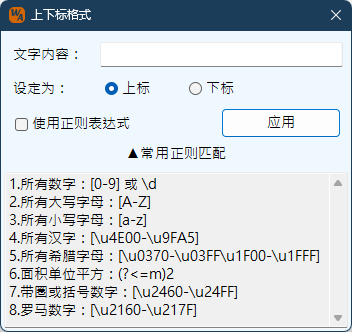 WA 上下标格式
文字内容：
设定为： 上标 下标
使用正则表达式 应用
▲常用正则匹配
1.所有数字：[0-9] 或 \d
2.所有大写字母：[A-Z]
3.所有小写字母：[a-z]
4.所有汉字：[\u4E00-\u9FA5]
5.所有希腊字母：[\u0370-\u03FF\u1F00-\u1FFF]
6.面积单位平方：(?<=m)2
7.带圈或括号数字：[\u2460-\u24FF]
8.罗马数字：[\u2160-\u217F]